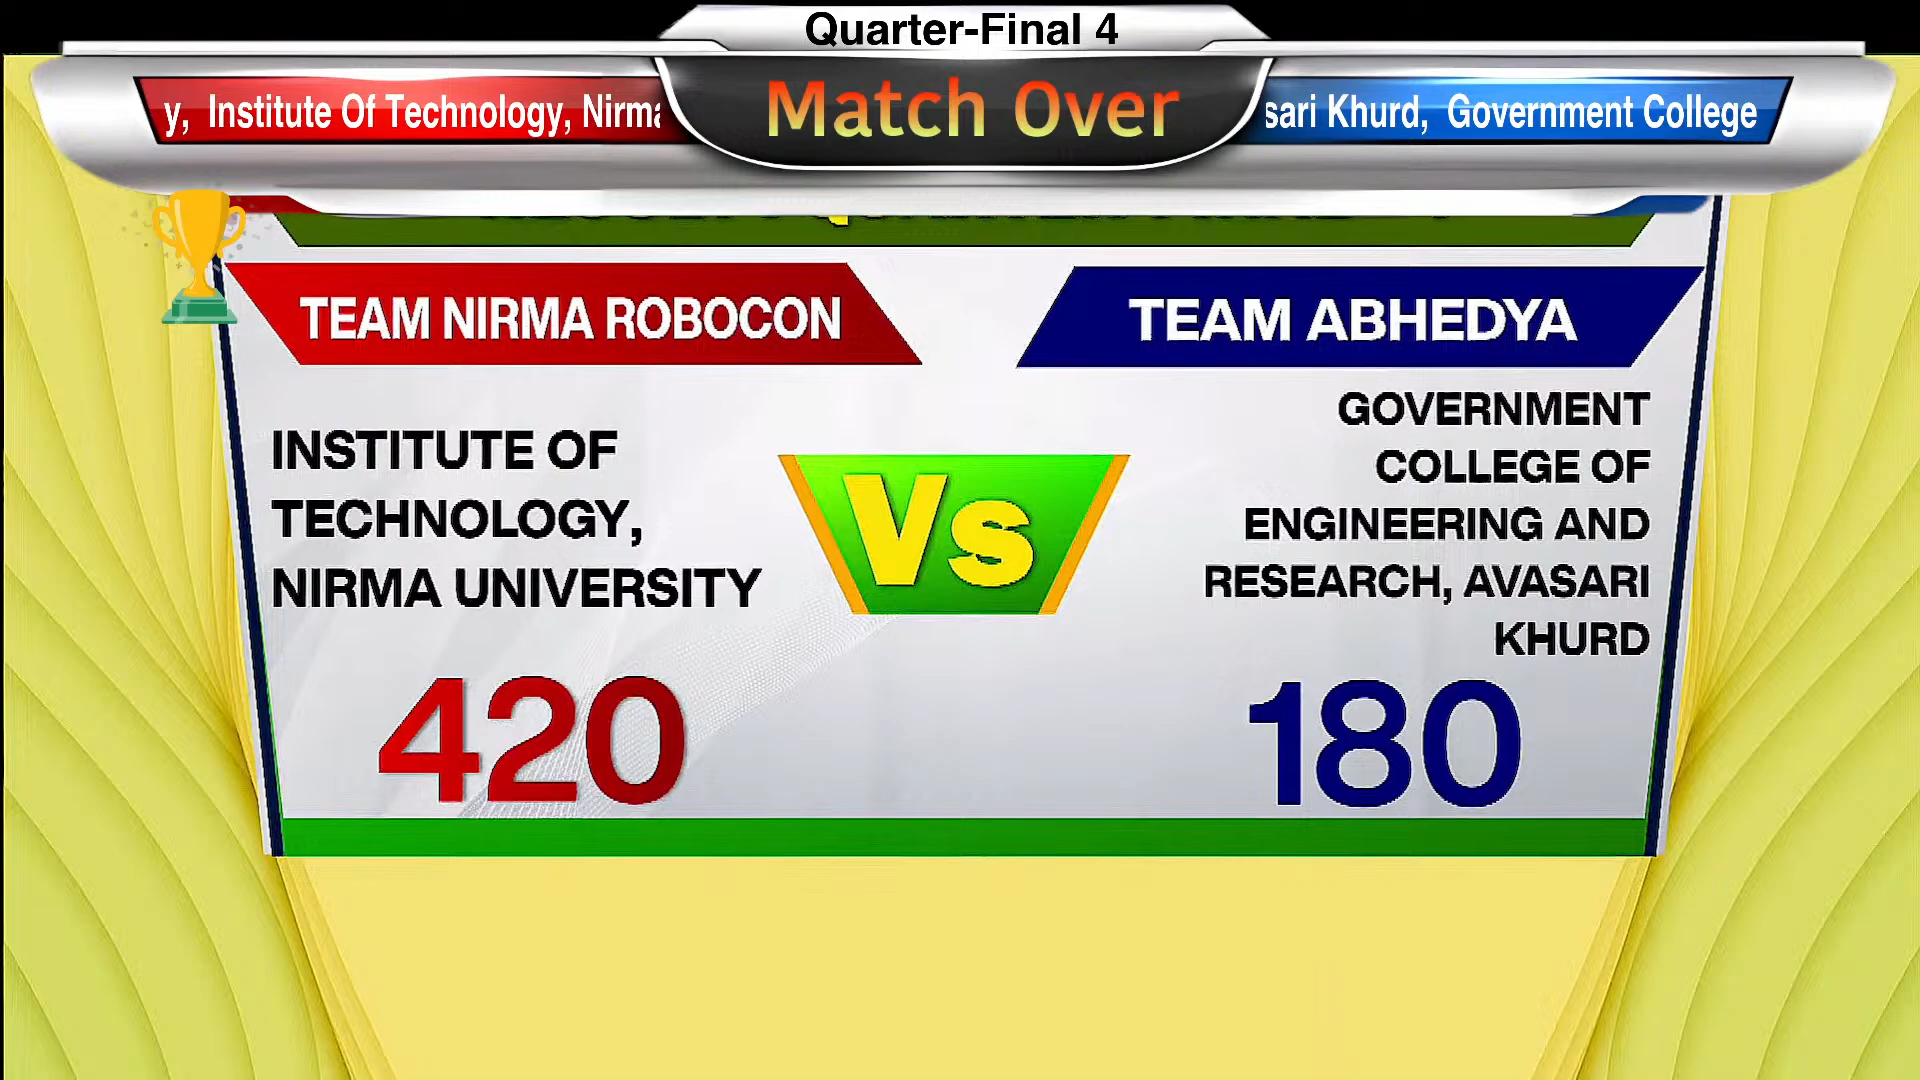 Quarter-Final 4
y, Institute Of Technology, Nirma
Match Over
sari Khurd, Government College
TEAM NIRMA ROBOCON
TEAM ABHEDYA
INSTITUTE OF
TECHNOLOGY,
NIRMA UNIVERSITY
Vs
GOVERNMENT
COLLEGE OF
ENGINEERING AND
RESEARCH, AVASARI
KHURD
420
180